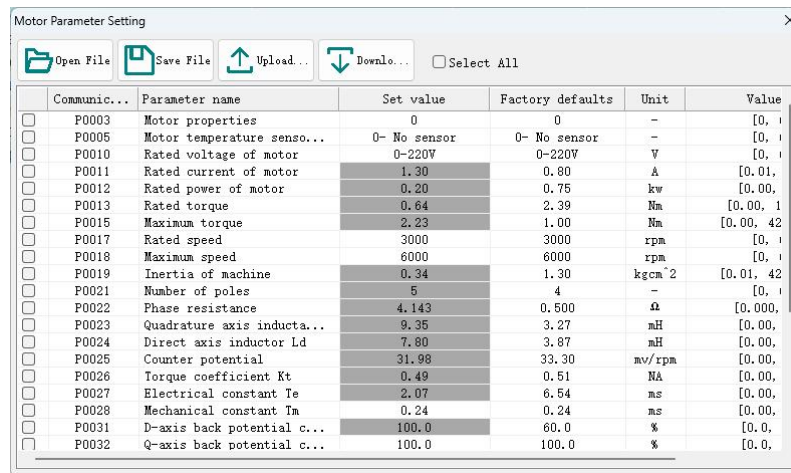 Motor Parameter Setting
Open File Save File Upload... Downlo... Select All
Communic... Parameter name Set value Factory defaults Unit Value
P0003 Motor properties 0 0 - [0,
P0005 Motor temperature senso... 0- No sensor 0- No sensor - [0,
P0010 Rated voltage of motor 0-220V 0-220V V [0,
P0011 Rated current of motor 1.30 0.80 A [0.01,
P0012 Rated power of motor 0.20 0.75 kw [0.00,
P0013 Rated torque 0.64 2.39 Nm [0.00, 1
P0015 Maximum torque 2.23 1.00 Nm [0.00, 42
P0017 Rated speed 3000 3000 rpm [0,
P0018 Maximum speed 6000 6000 rpm [0,
P0019 Inertia of machine 0.34 1.30 kgcm^2 [0.01, 42
P0021 Number of poles 5 4 - [0,
P0022 Phase resistance 4.143 0.500 Ω [0.000,
P0023 Quadrature axis inducta... 9.35 3.27 mH [0.00,
P0024 Direct axis inductor Ld 7.80 3.87 mH [0.00,
P0025 Counter potential 31.98 33.30 mv/rpm [0.00,
P0026 Torque coefficient Kt 0.49 0.51 NA [0.00,
P0027 Electrical constant Te 2.07 6.54 ms [0.00,
P0028 Mechanical constant Tm 0.24 0.24 ms [0.00,
P0031 D-axis back potential c... 100.0 60.0 % [0.0,
P0032 Q-axis back potential c... 100.0 100.0 % [0.0,